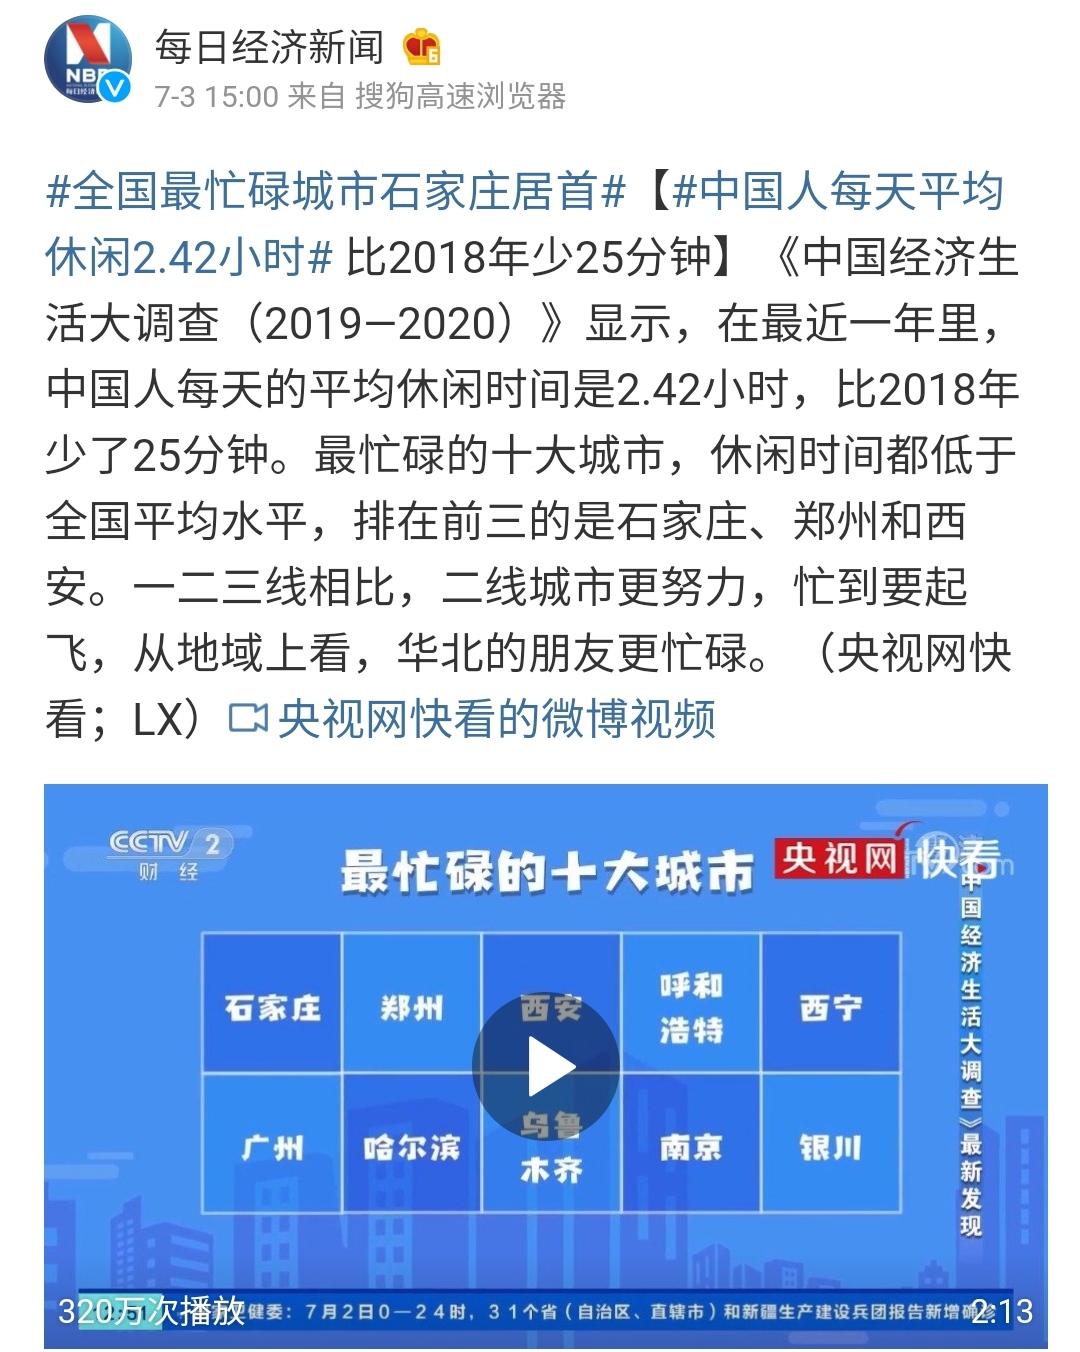 NBD
每日经济新闻
6
7-3 15:00 来自 搜狗高速浏览器
#全国最忙碌城市石家庄居首#【#中国人每天平均
休闲2.42小时# 比2018年少25分钟】《中国经济生
活大调查（2019—2020）》显示，在最近一年里，
中国人每天的平均休闲时间是2.42小时，比2018年
少了25分钟。最忙碌的十大城市，休闲时间都低于
全国平均水平，排在前三的是石家庄、郑州和西
安。一二三线相比，二线城市更努力，忙到要起
飞，从地域上看，华北的朋友更忙碌。（央视网快
看；LX）央视网快看的微博视频
CCTV 2
财经
最忙碌的十大城市
央视网 快看
石家庄 郑州 西安 呼和浩特 西宁
广州 哈尔滨 乌鲁木齐 南京 银川
中国经济生活大调查》最新发现
320万次播放
健委：7月2日0—24时，31个省（自治区、直辖市）和新疆生产建设兵团报告新增确诊
2:13